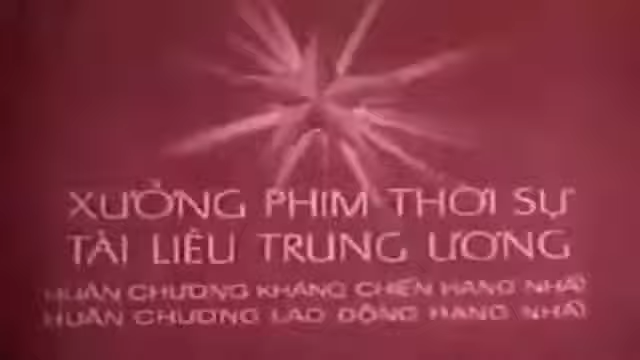 XƯỞNG PHIM THỜI SỰ
TÀI LIỆU TRUNG ƯƠNG
HUÂN CHƯƠNG KHÁNG CHIẾN HẠNG NHẤT
HUÂN CHƯƠNG LAO ĐỘNG HẠNG NHẤT